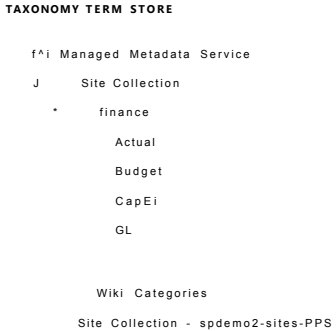 TAXONOMY TERM STORE
f^i Managed Metadata Service
J Site Collection
* finance
Actual
Budget
CapEi
GL
Wiki Categories
Site Collection - spdemo2-sites-PPS